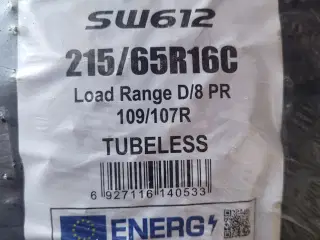 SW612
215/65R16C
Load Range D/8 PR
109/107R
TUBELESS
6 927116 140533
ENERG